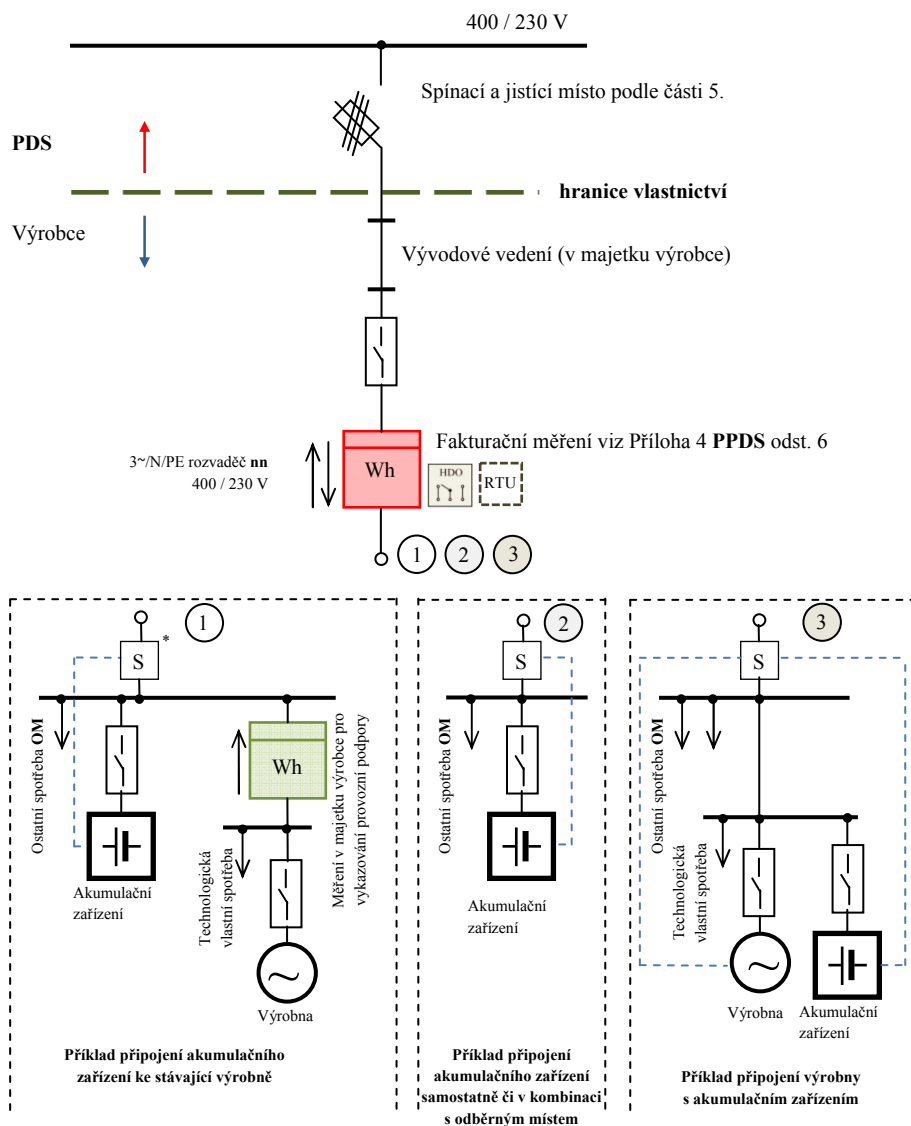 400 / 230 V
Spínací a jistící místo podle části 5.
PDS
hranice vlastnictví
Výrobce
Vývodové vedení (v majetku výrobce)
Fakturační měření viz Příloha 4 PPDS odst. 6
3~/N/PE rozvaděč nn
400 / 230 V
Wh
HDO
RTU
1
2
3
1
S
*
Ostatní spotřeba OM
Wh
Měření v majetku výrobce pro
vykazování provozní podpory
Akumulační
zařízení
Technologická
vlastní spotřeba
Výrobna
Příklad připojení akumulačního
zařízení ke stávající výrobně
2
S
Ostatní spotřeba OM
Akumulační
zařízení
Příklad připojení
akumulačního zařízení
samostatně či v kombinaci
s odběrným místem
3
S
Ostatní spotřeba OM
Technologická
vlastní spotřeba
Výrobna
Akumulační
zařízení
Příklad připojení výrobny
s akumulačním zařízením